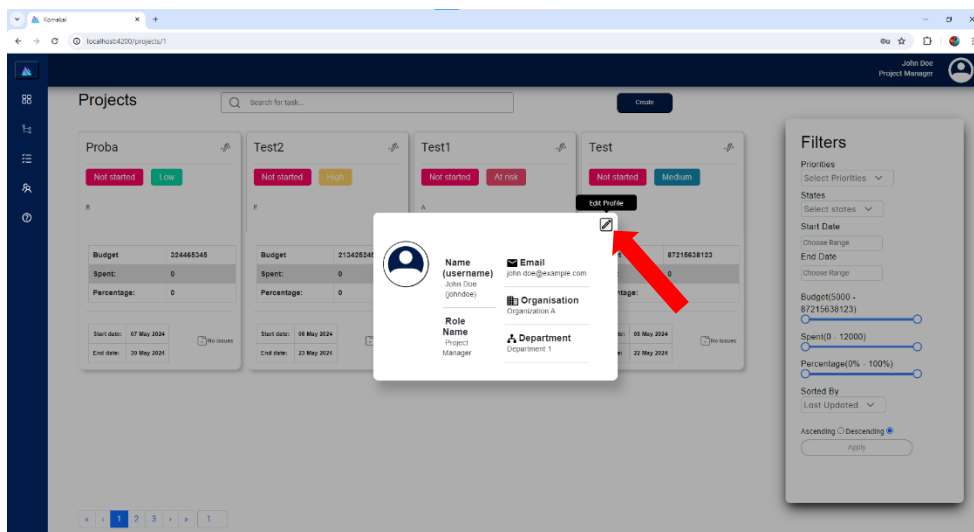 Komakai
localhost:4200/projects/1
John Doe
Project Manager
Projects
Search for task...
Create
Proba
Not started Low
B
Budget 324465345
Spent: 0
Percentage: 0
Start date: 07 May 2024
End date: 30 May 2024
No Issues
Test2
Not started High
E
Budget
Spent: 0
Percentage: 0
Start date: 06 May 2024
End date: 23 May 2024
Test1
Not started At risk
A
Test
Not started Medium
87215638123
0
08 May 2024
22 May 2024
No Issues
Edit Profile
Name
(username)
John Doe
(johndoe)
Role
Name
Project
Manager
Email
john.doe@example.com
Organisation
Organization A
Department
Department 1
Filters
Priorities
Select Priorities
States
Select states
Start Date
Choose Range
End Date
Choose Range
Budget(5000 -
87215638123)
Spent(0 - 12000)
Percentage(0% - 100%)
Sorted By
Last Updated
Ascending Descending
Apply
« ‹ 1 2 3 › » 1